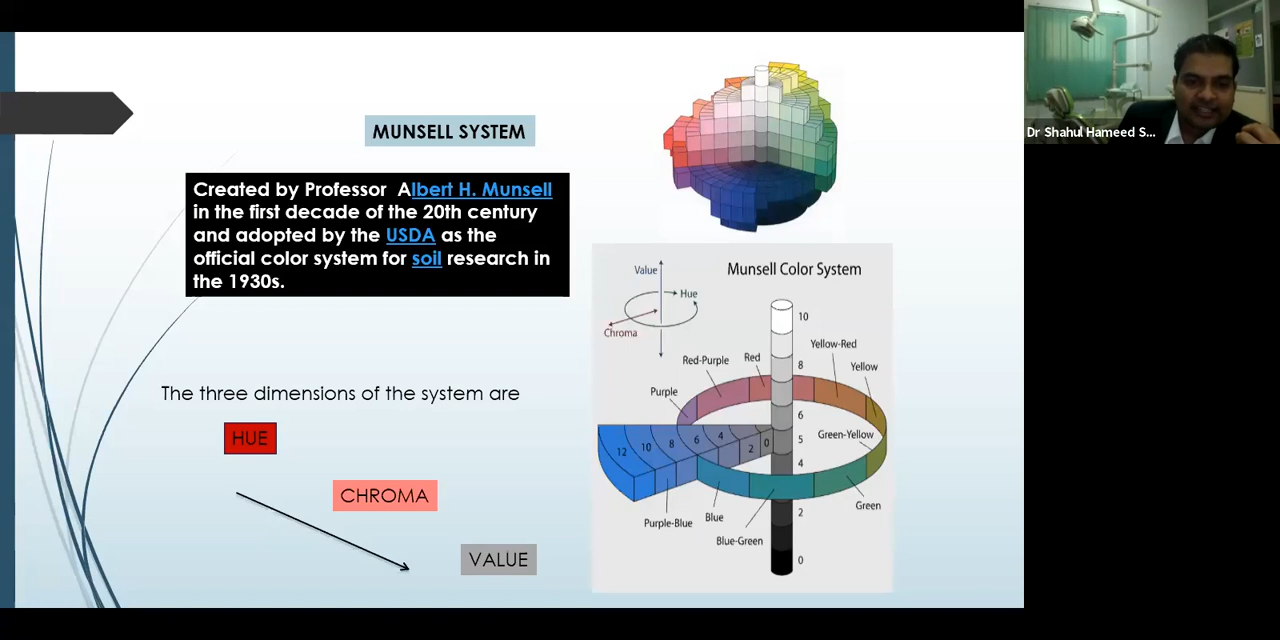 MUNSELL SYSTEM
Created by Professor  Albert H. Munsell
in the first decade of the 20th century
and adopted by the USDA as the
official color system for soil research in
the 1930s.
The three dimensions of the system are
HUE
CHROMA
VALUE
Munsell Color System
Value
Hue
Chroma
10
8
6
5
4
2
0
Red-Purple
Red
Yellow-Red
Yellow
Purple
Green-Yellow
12
10
8
6
4
2
0
Purple-Blue
Blue
Blue-Green
Green
Dr Shahul Hameed S...